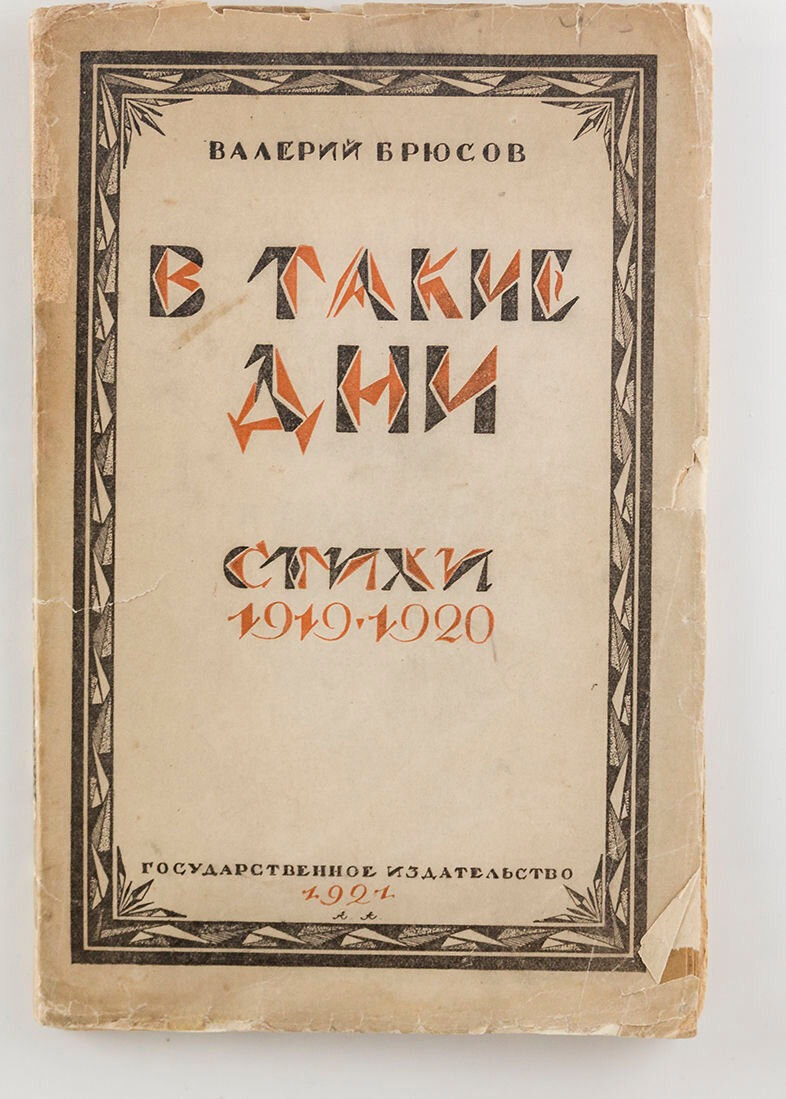 ВАЛЕРИЙ БРЮСОВ
В ТАКИЕ
ДНИ
СТИХИ
1919·1920
ГОСУДАРСТВЕННОЕ ИЗДАТЕЛЬСТВО
1921
А А